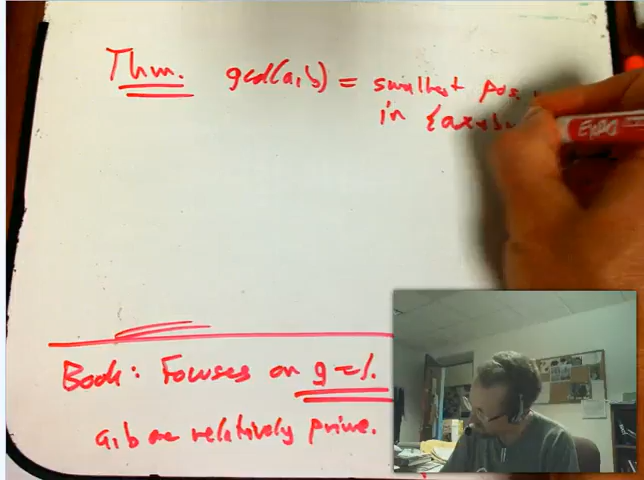 Thm. gcd(a,b) = smallest pos.
in {ax+b
EXPO
Book: Focuses on g=1.
a,b are relatively prime.